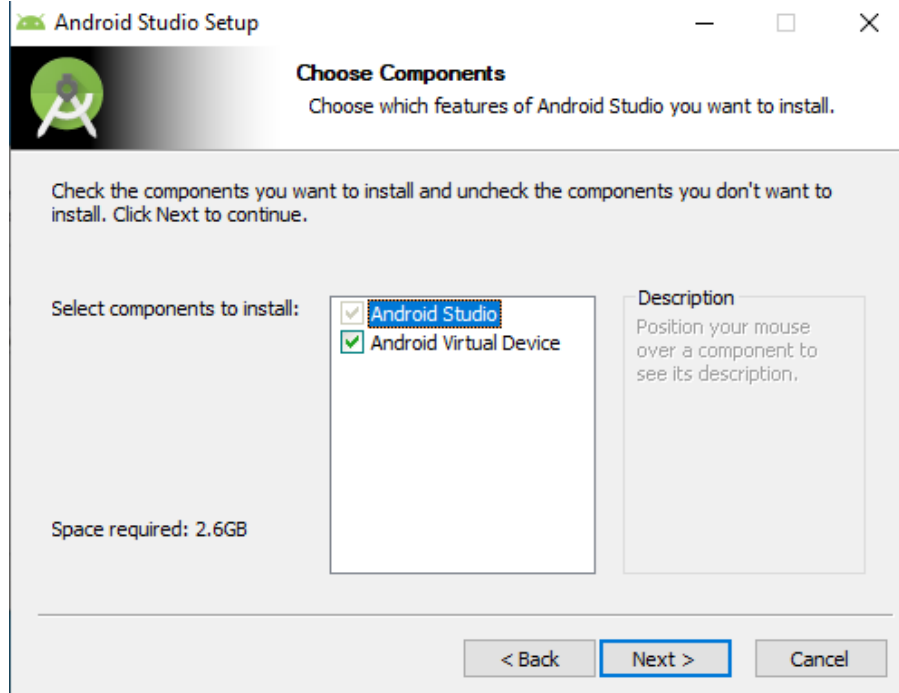 Android Studio Setup
Choose Components
Choose which features of Android Studio you want to install.
Check the components you want to install and uncheck the components you don't want to
install. Click Next to continue.
Select components to install:
Android Studio
Android Virtual Device
Description
Position your mouse
over a component to
see its description.
Space required: 2.6GB
< Back
Next >
Cancel